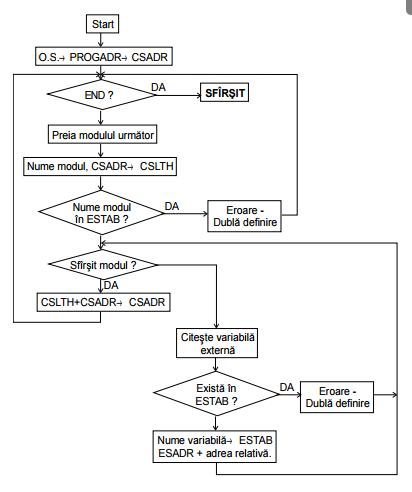 Start
O.S.→ PROGADR→ CSADR
END ?
DA
SFÎRŞIT
Preia modulul următor
Nume modul, CSADR→ CSLTH
Nume modul
în ESTAB ?
DA
Eroare -
Dublă definire
Sfîrşit modul ?
DA
CSLTH+CSADR→ CSADR
Citeşte variabilă
externă
Există în
ESTAB ?
DA
Eroare -
Dublă definire
Nume variabilă→ ESTAB
ESADR + adrea relativă.